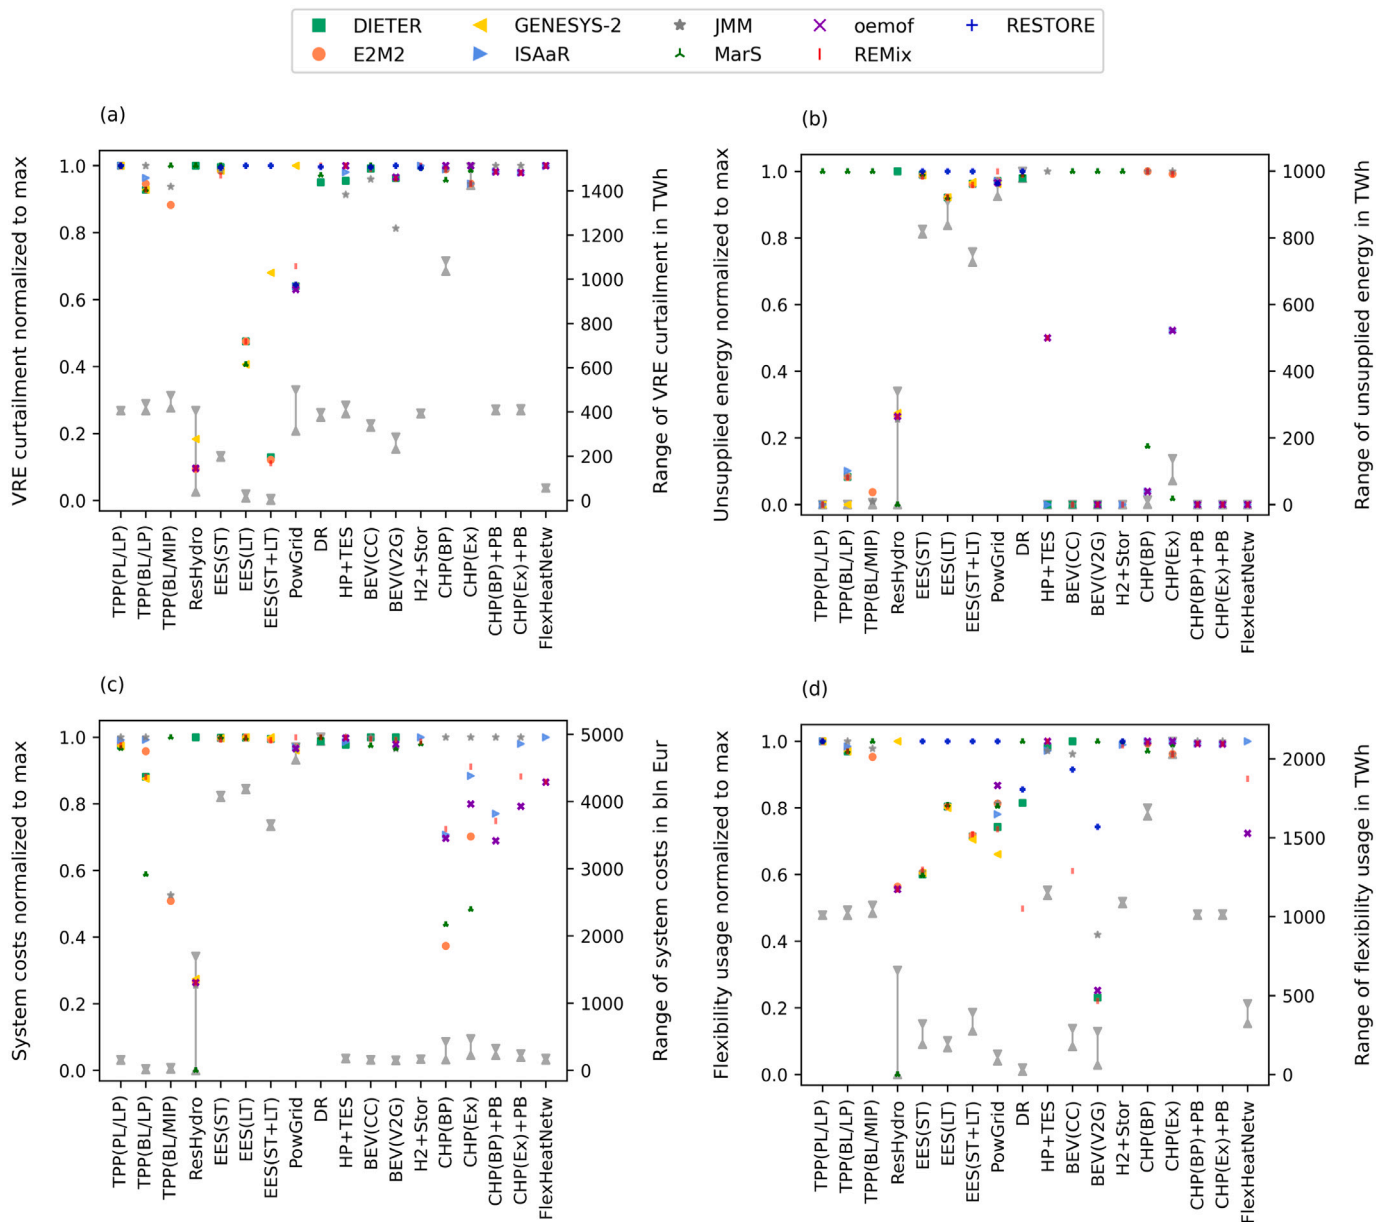 DIETER GENESYS-2 JMM oemof RESTORE
E2M2 ISAaR MarS REMix
(a)
VRE curtailment normalized to max
1.0
0.8
0.6
0.4
0.2
0.0
1400
1200
1000
800
600
400
200
0
Range of VRE curtailment in TWh
TPP(PL/LP)
TPP(BL/LP)
TPP(BL/MIP)
ResHydro
EES(ST)
EES(LT)
EES(ST+LT)
PowGrid
DR
HP+TES
BEV(CC)
BEV(V2G)
H2+Stor
CHP(BP)
CHP(Ex)
CHP(BP)+PB
CHP(Ex)+PB
FlexHeatNetw
(b)
Unsupplied energy normalized to max
1.0
0.8
0.6
0.4
0.2
0.0
1000
800
600
400
200
0
Range of unsupplied energy in TWh
TPP(PL/LP)
TPP(BL/LP)
TPP(BL/MIP)
ResHydro
EES(ST)
EES(LT)
EES(ST+LT)
PowGrid
DR
HP+TES
BEV(CC)
BEV(V2G)
H2+Stor
CHP(BP)
CHP(Ex)
CHP(BP)+PB
CHP(Ex)+PB
FlexHeatNetw
(c)
System costs normalized to max
1.0
0.8
0.6
0.4
0.2
0.0
5000
4000
3000
2000
1000
0
Range of system costs in bln Eur
TPP(PL/LP)
TPP(BL/LP)
TPP(BL/MIP)
ResHydro
EES(ST)
EES(LT)
EES(ST+LT)
PowGrid
DR
HP+TES
BEV(CC)
BEV(V2G)
H2+Stor
CHP(BP)
CHP(Ex)
CHP(BP)+PB
CHP(Ex)+PB
FlexHeatNetw
(d)
Flexibility usage normalized to max
1.0
0.8
0.6
0.4
0.2
0.0
2000
1500
1000
500
0
Range of flexibility usage in TWh
TPP(PL/LP)
TPP(BL/LP)
TPP(BL/MIP)
ResHydro
EES(ST)
EES(LT)
EES(ST+LT)
PowGrid
DR
HP+TES
BEV(CC)
BEV(V2G)
H2+Stor
CHP(BP)
CHP(Ex)
CHP(BP)+PB
CHP(Ex)+PB
FlexHeatNetw